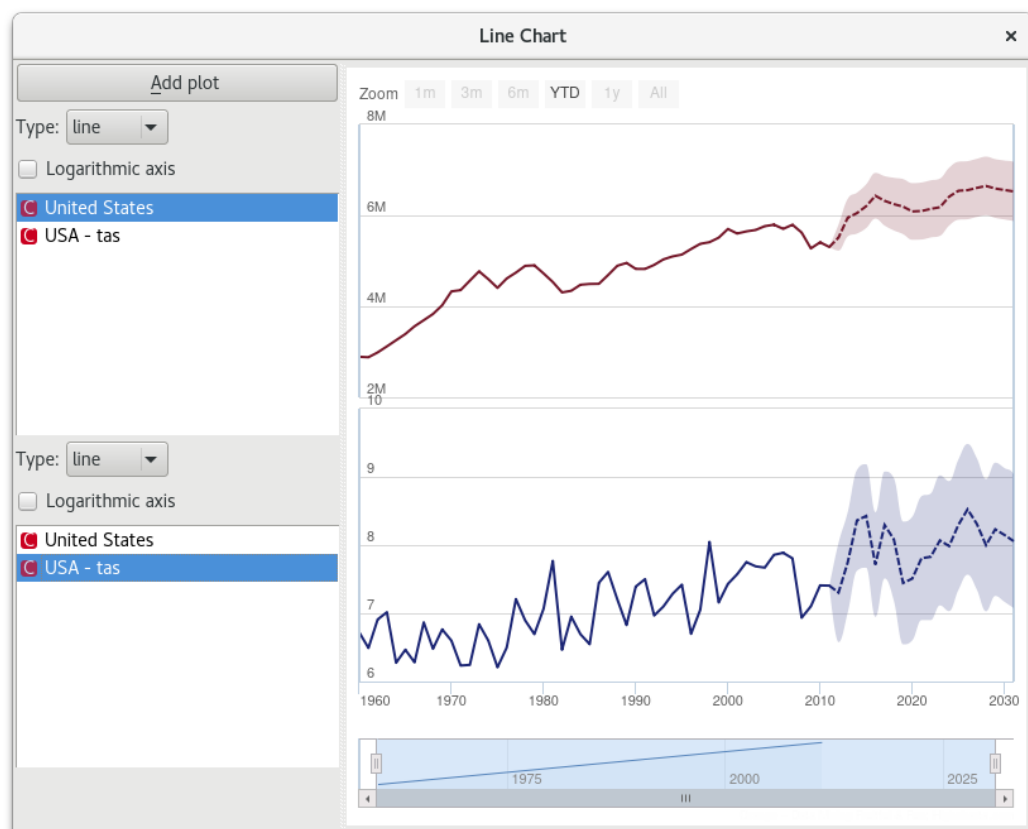 Line Chart ×
Add plot
Type: line
Logarithmic axis
C United States
C USA - tas
Type: line
Logarithmic axis
C United States
C USA - tas
Zoom 1m 3m 6m YTD 1y All
8M
6M
4M
2M
10
9
8
7
6
1960 1970 1980 1990 2000 2010 2020 2030
1975 2000 2025